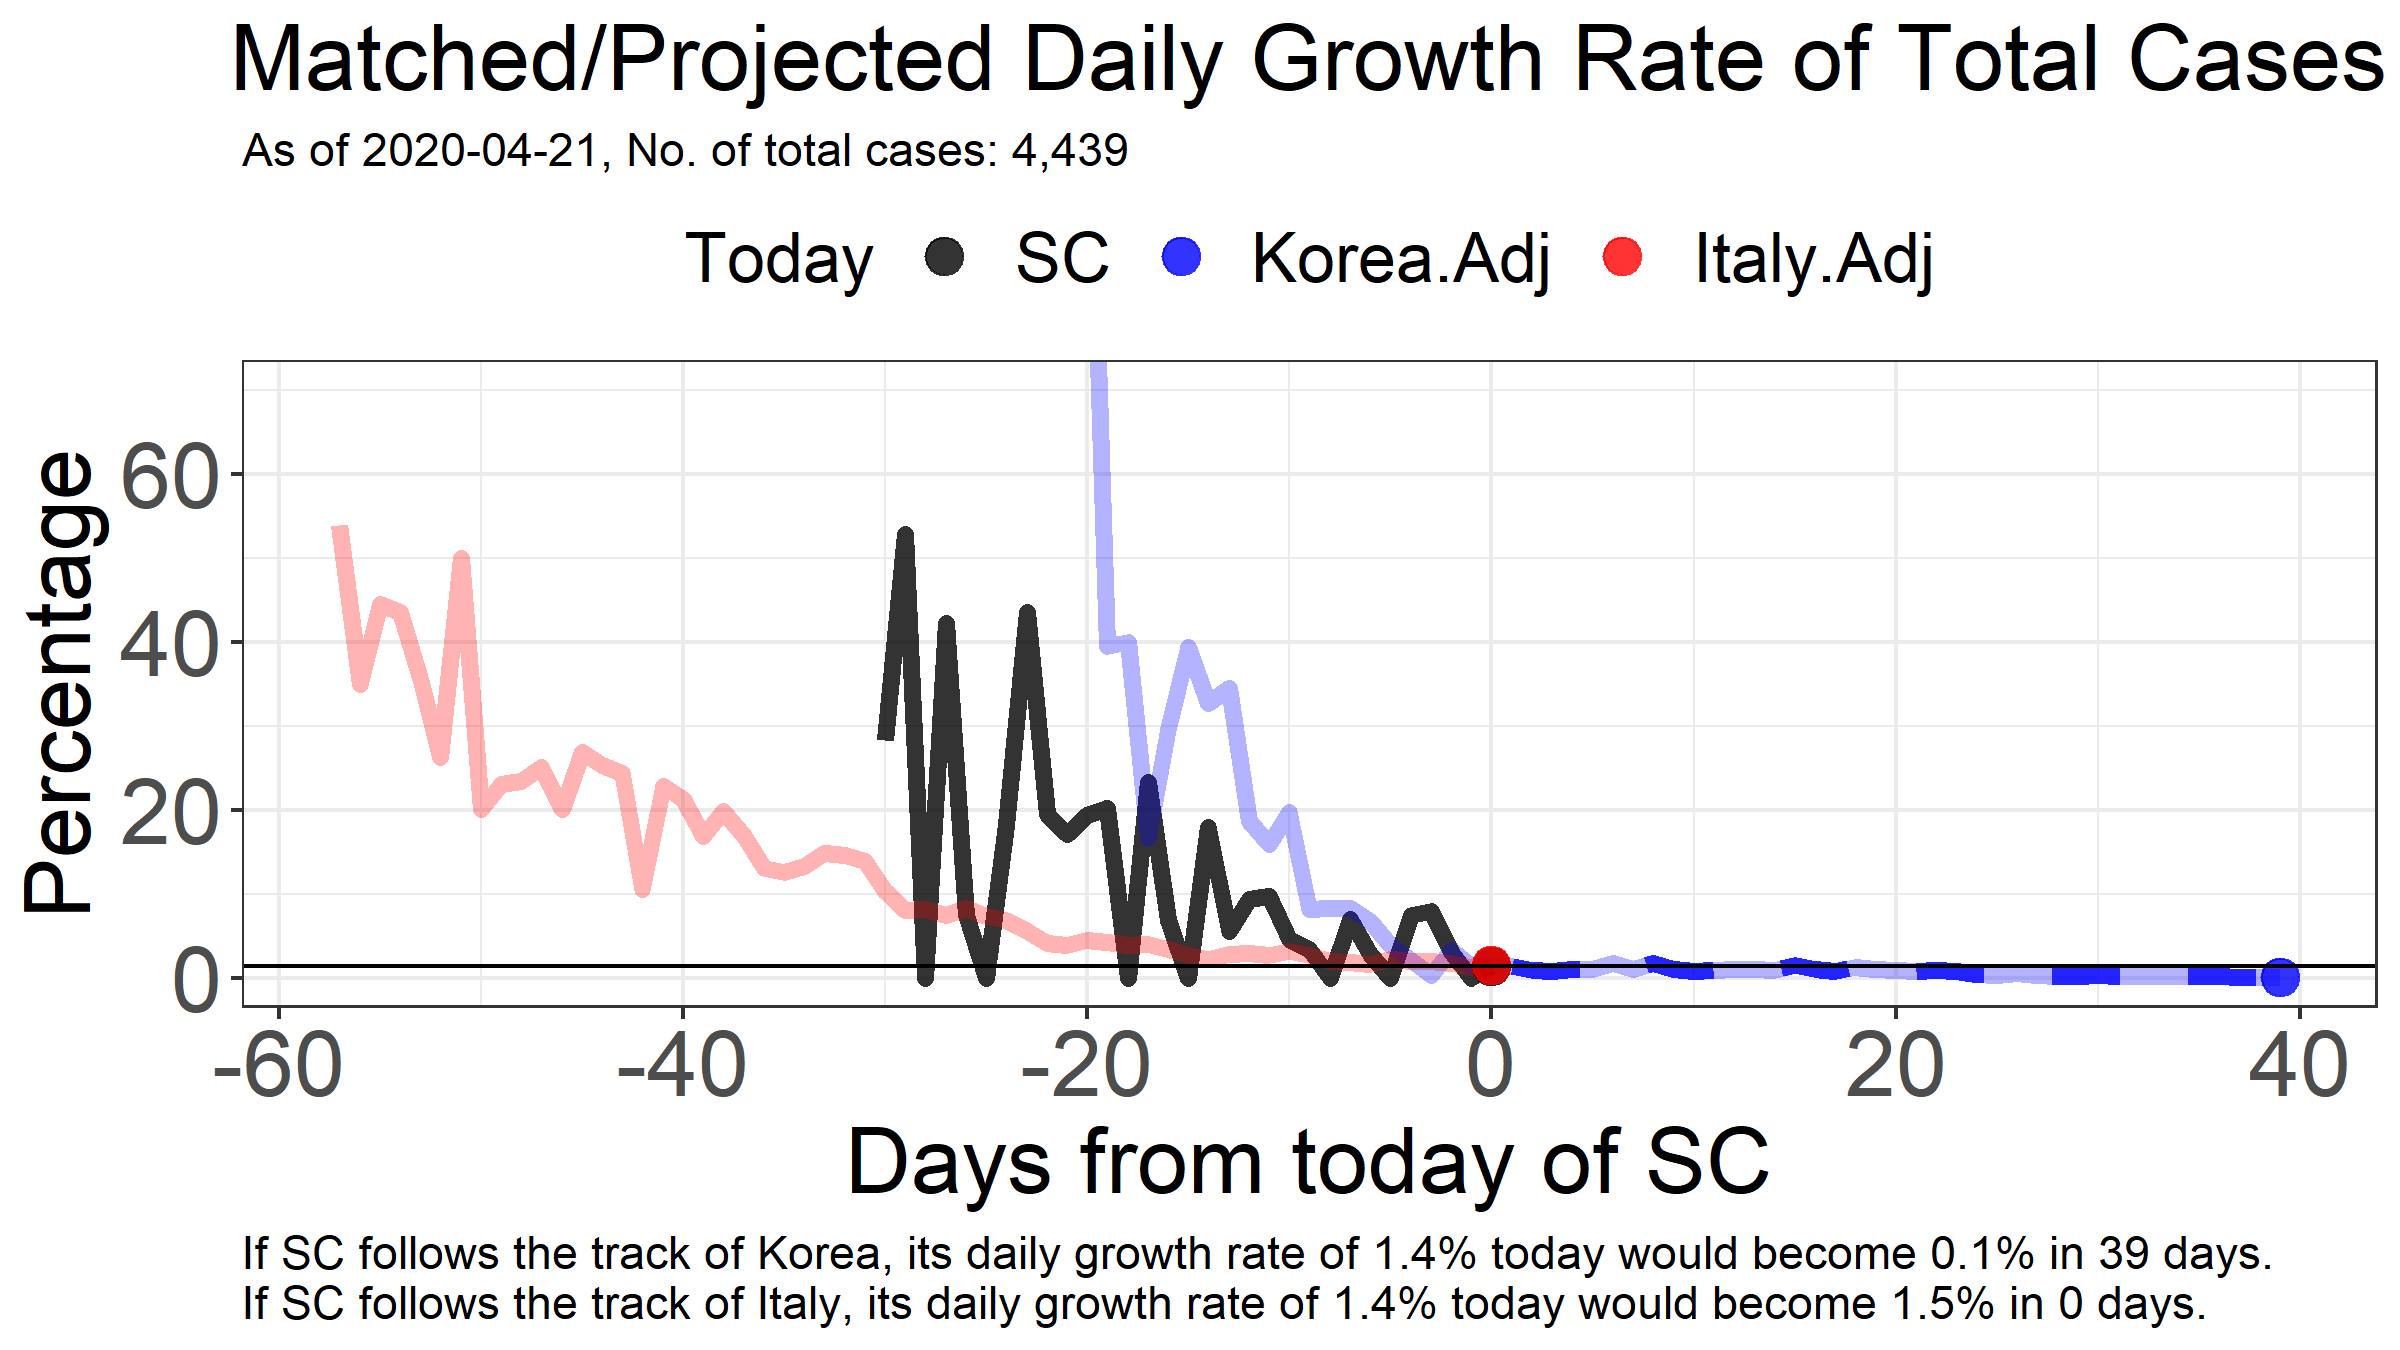 Matched/Projected Daily Growth Rate of Total Cases
As of 2020-04-21, No. of total cases: 4,439
Today SC Korea.Adj Italy.Adj
Percentage
60
40
20
0
-60 -40 -20 0 20 40
Days from today of SC
If SC follows the track of Korea, its daily growth rate of 1.4% today would become 0.1% in 39 days.
If SC follows the track of Italy, its daily growth rate of 1.4% today would become 1.5% in 0 days.